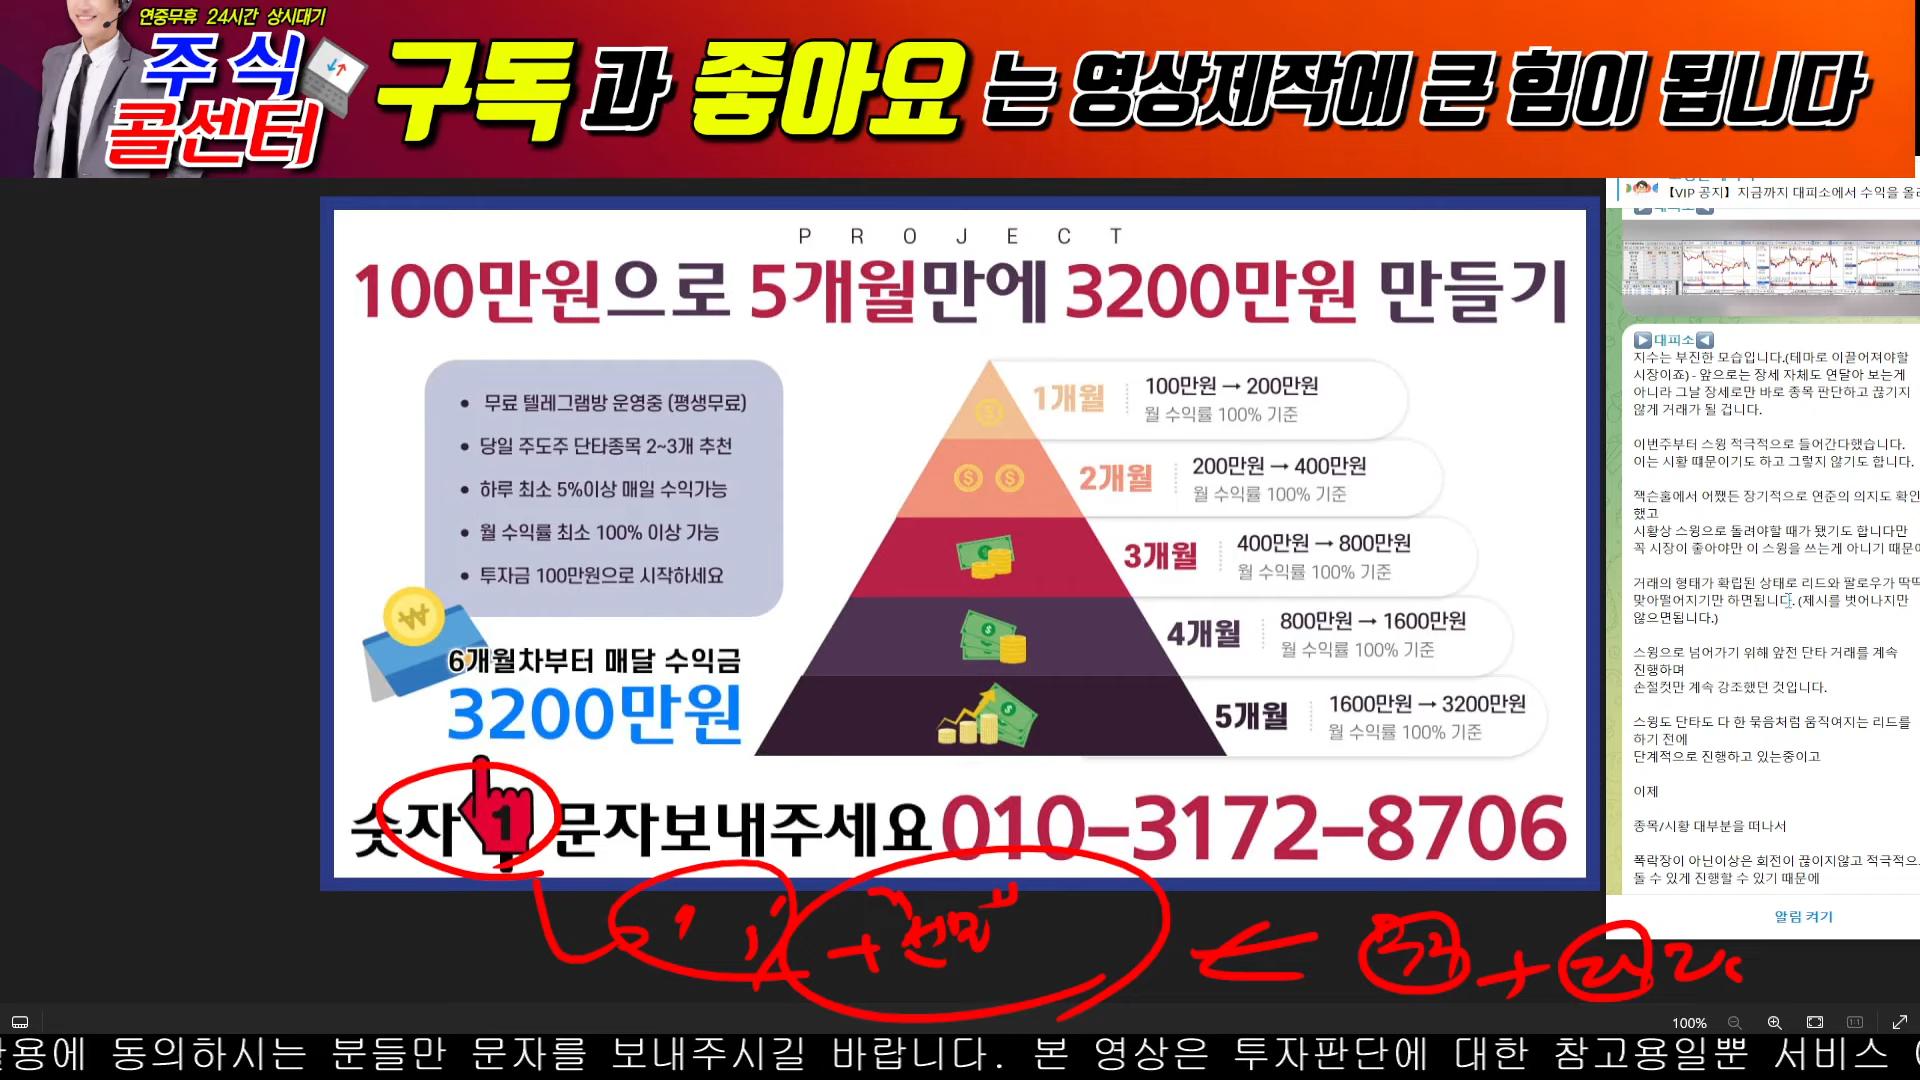 연중무휴 24시간 상시대기
주식
콜센터
구독과 좋아요는 영상제작에 큰 힘이 됩니다
PROJECT
100만원으로 5개월만에 3200만원 만들기
• 무료 텔레그램방 운영중 (평생무료)
• 당일 주도주 단타종목 2~3개 추천
• 하루 최소 5%이상 매일 수익가능
• 월 수익률 최소 100% 이상 가능
• 투자금 100만원으로 시작하세요
6개월차부터 매달 수익금
3200만원
1개월
100만원 → 200만원
월 수익률 100% 기준
2개월
200만원 → 400만원
월 수익률 100% 기준
3개월
400만원 → 800만원
월 수익률 100% 기준
4개월
800만원 → 1600만원
월 수익률 100% 기준
5개월
1600만원 → 3200만원
월 수익률 100% 기준
숫자 1 문자보내주세요 010-3172-8706
【VIP 공지】 지금까지 대피소에서 수익을 올
대피소
지수는 부진한 모습입니다.(테마로 이끌어져야할
시장이죠) - 앞으로는 장세 자체도 연달아 보는게
아니라 그날 장세로만 바로 종목 판단하고 끊기지
않게 거래가 될 겁니다.
이번주부터 스윙 적극적으로 들어간다했습니다.
이는 시황 떄문이기도 하고 그렇지 않기도 합니다.
잭슨홀에서 어쨌든 장기적으로 연준의 의지도 확인
했고
시황상 스윙으로 돌려야할 때가 됐기도 합니다만
꼭 시장이 좋아야만 이 스윙을 쓰는게 아니기 때문
거래의 형태가 확립된 상태로 리드와 팔로우가 딱딱
맞아떨어지기만 하면됩니다. (제시를 벗어나지만
않으면됩니다.)
스윙으로 넘어가기 위해 앞전 단타 거래를 계속
진행하며
손절컷만 계속 강조했던 것입니다.
스윙도 단타도 다 한 묶음처럼 움직여지는 리드를
하기 전에
단계적으로 진행하고 있는중이고
이제
종목/시황 대부분을 떠나서
폭락장이 아닌이상은 회전이 끊이지않고 적극적으
돌 수 있게 진행할 수 있기 때문에
알림 켜기
100%
1:1
활용에 동의하시는 분들만 문자를 보내주시길 바랍니다. 본 영상은 투자판단에 대한 참고용일뿐 서비스